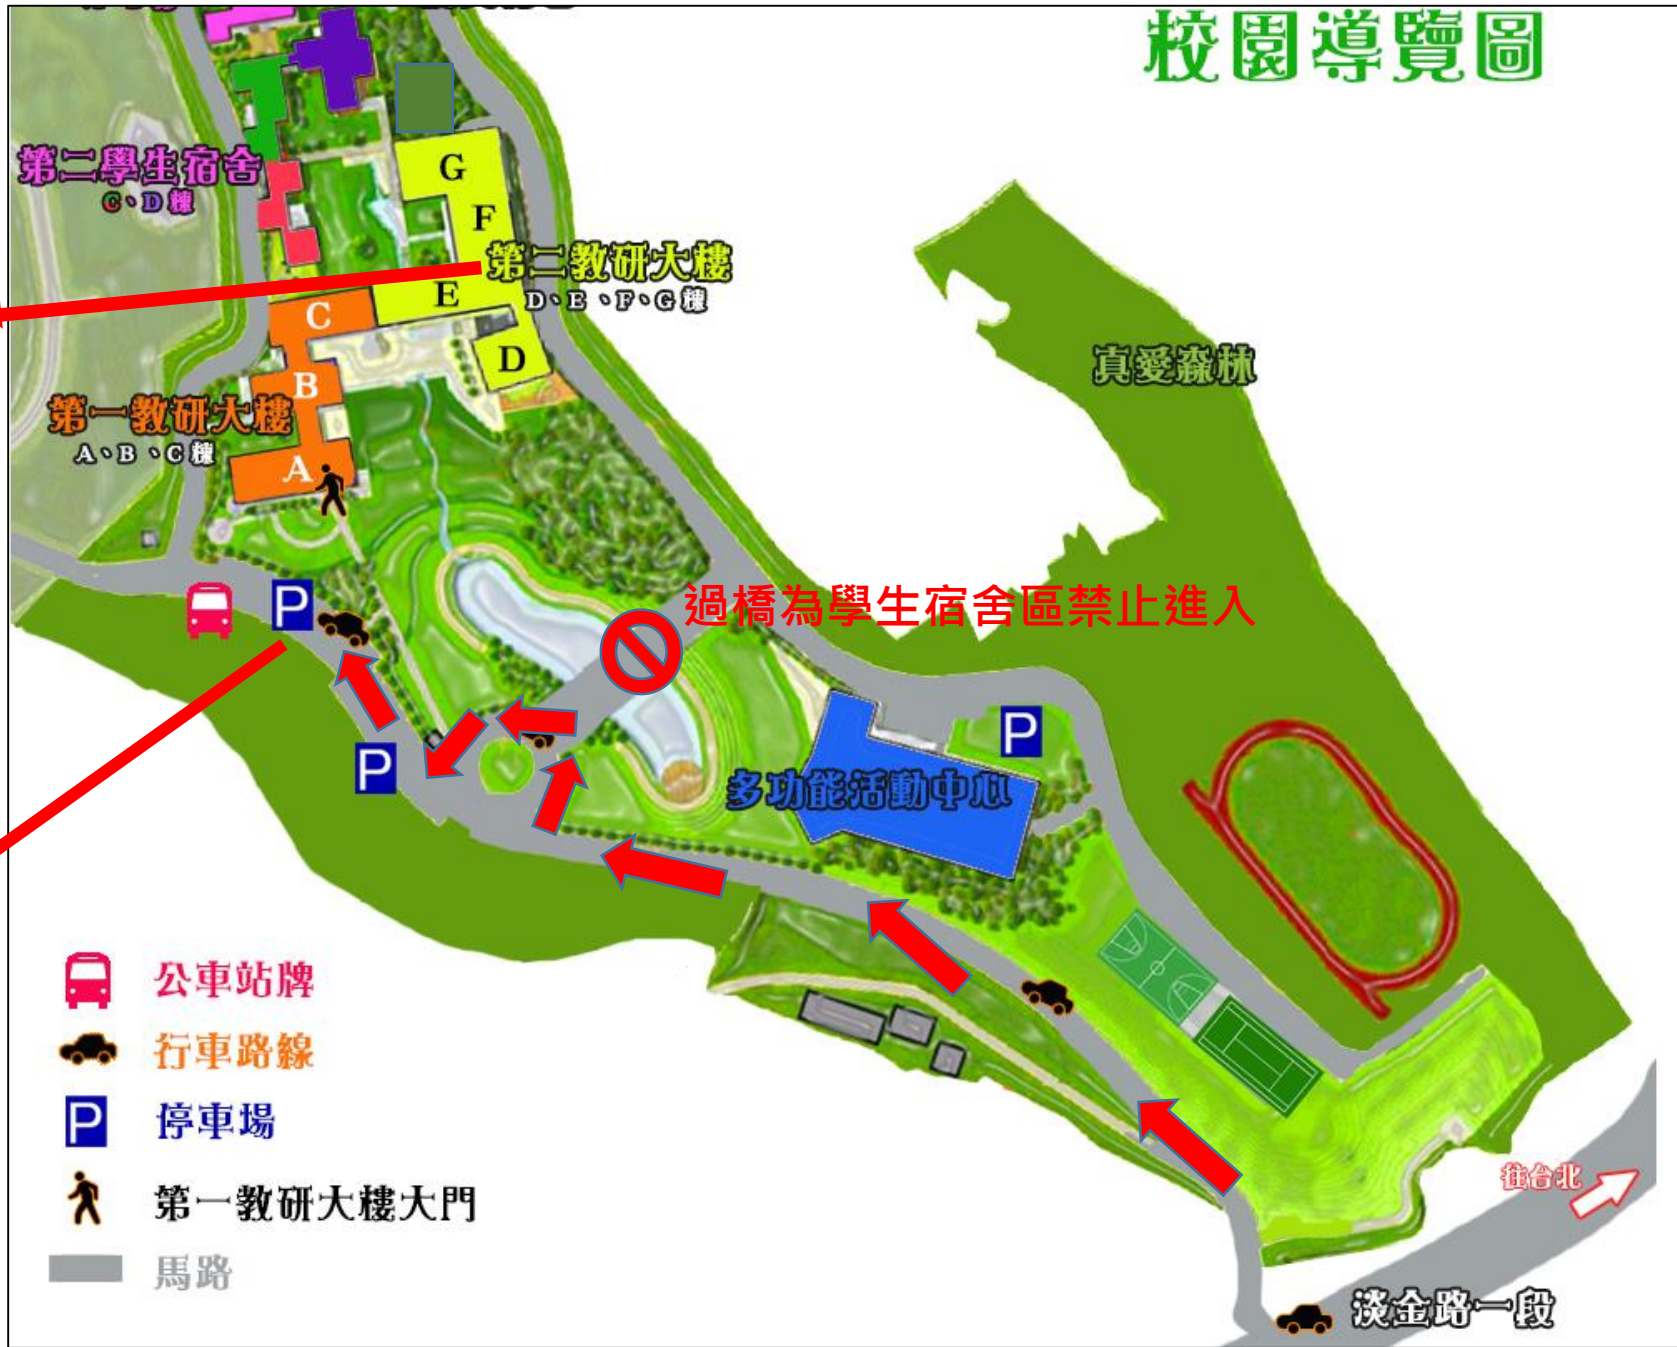 校園導覽圖
第二學生宿舍
C、D棟
G
F
第二教研大樓
D、E、F、G棟
E
C
D
B
真愛森林
第一教研大樓
A、B、C棟
A
過橋為學生宿舍區禁止進入
P
P
P
多功能活動中心
公車站牌
行車路線
P 停車場
第一教研大樓大門
馬路
往台北
淡金路一段